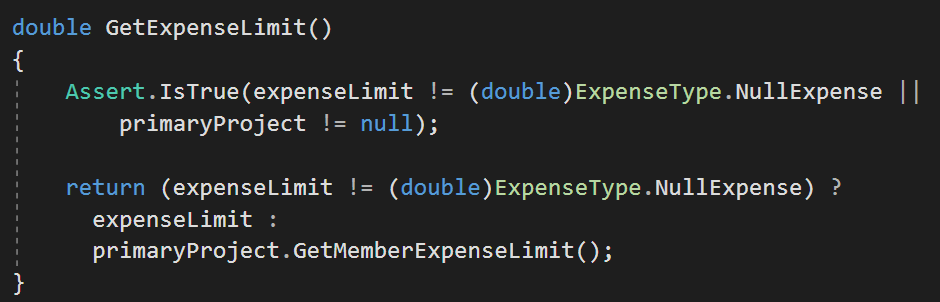 double GetExpenseLimit()
{
    Assert.IsTrue(expenseLimit != (double)ExpenseType.NullExpense ||
        primaryProject != null);

    return (expenseLimit != (double)ExpenseType.NullExpense) ?
      expenseLimit :
      primaryProject.GetMemberExpenseLimit();
}